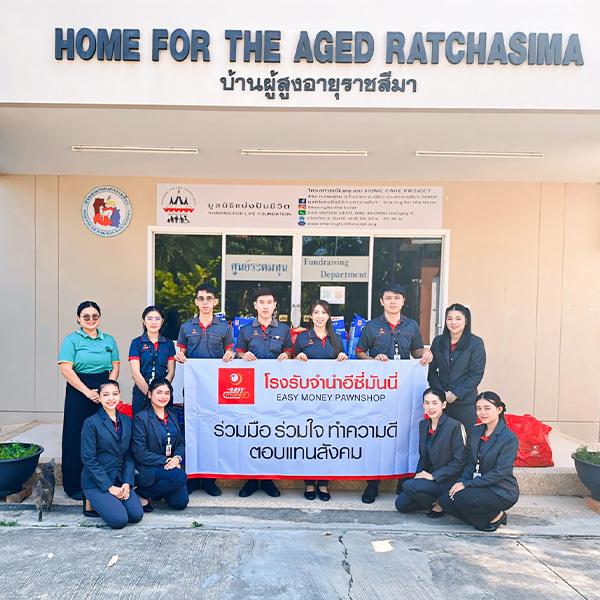 HOME FOR THE AGED RATCHASIMA
บ้านผู้สูงอายุราชสีมา
มูลนิธิแบ่งปันชีวิต
SHARING FOR LIFE FOUNDATION
HOME CARE PROJECT
ศูนย์ระดมทุน
Fundraising
Department
easy
โรงรับจำนำอีซี่มันนี่
EASY MONEY PAWNSHOP
ร่วมมือ ร่วมใจ ทำความดี
ตอบแทนสังคม